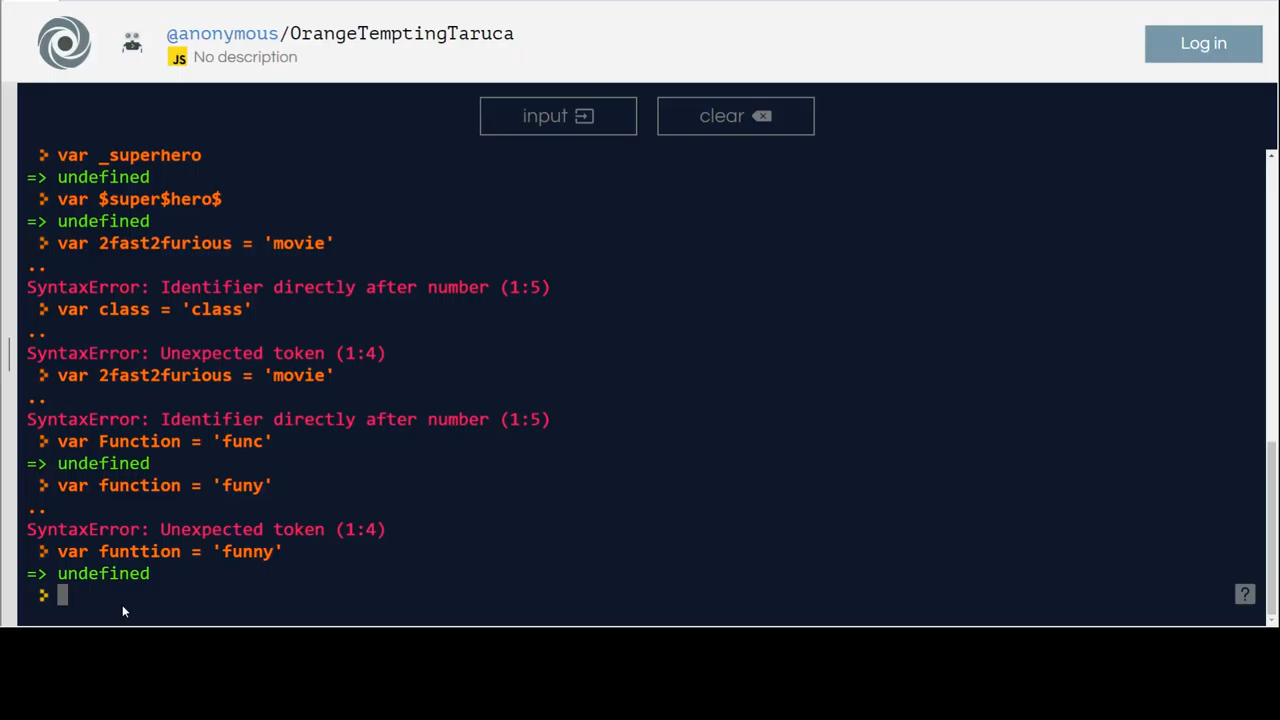 @anonymous/OrangeTemptingTaruca
Log in
JS No description
input
clear
var _superhero
=> undefined
var $super$hero$
=> undefined
var 2fast2furious = 'movie'
..
SyntaxError: Identifier directly after number (1:5)
var class = 'class'
..
SyntaxError: Unexpected token (1:4)
var 2fast2furious = 'movie'
..
SyntaxError: Identifier directly after number (1:5)
var Function = 'func'
=> undefined
var function = 'funy'
..
SyntaxError: Unexpected token (1:4)
var funttion = 'funny'
=> undefined
?